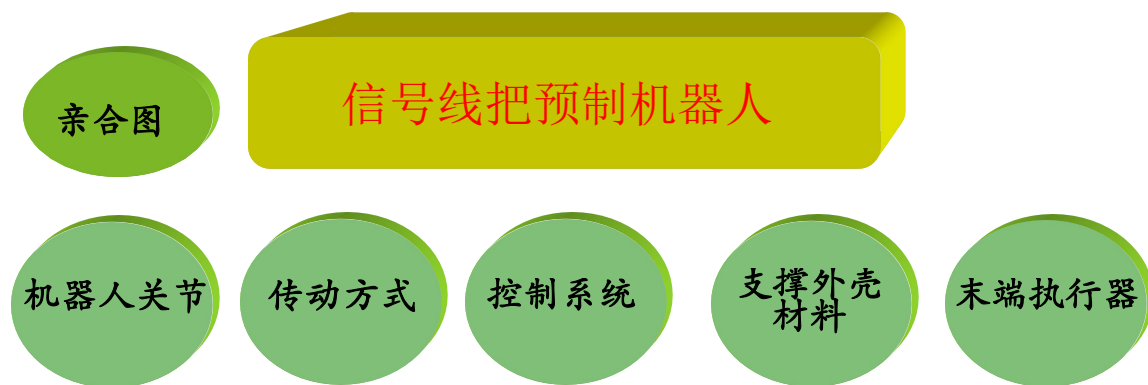 信号线把预制机器人
亲合图
机器人关节
传动方式
控制系统
支撑外壳
材料
末端执行器